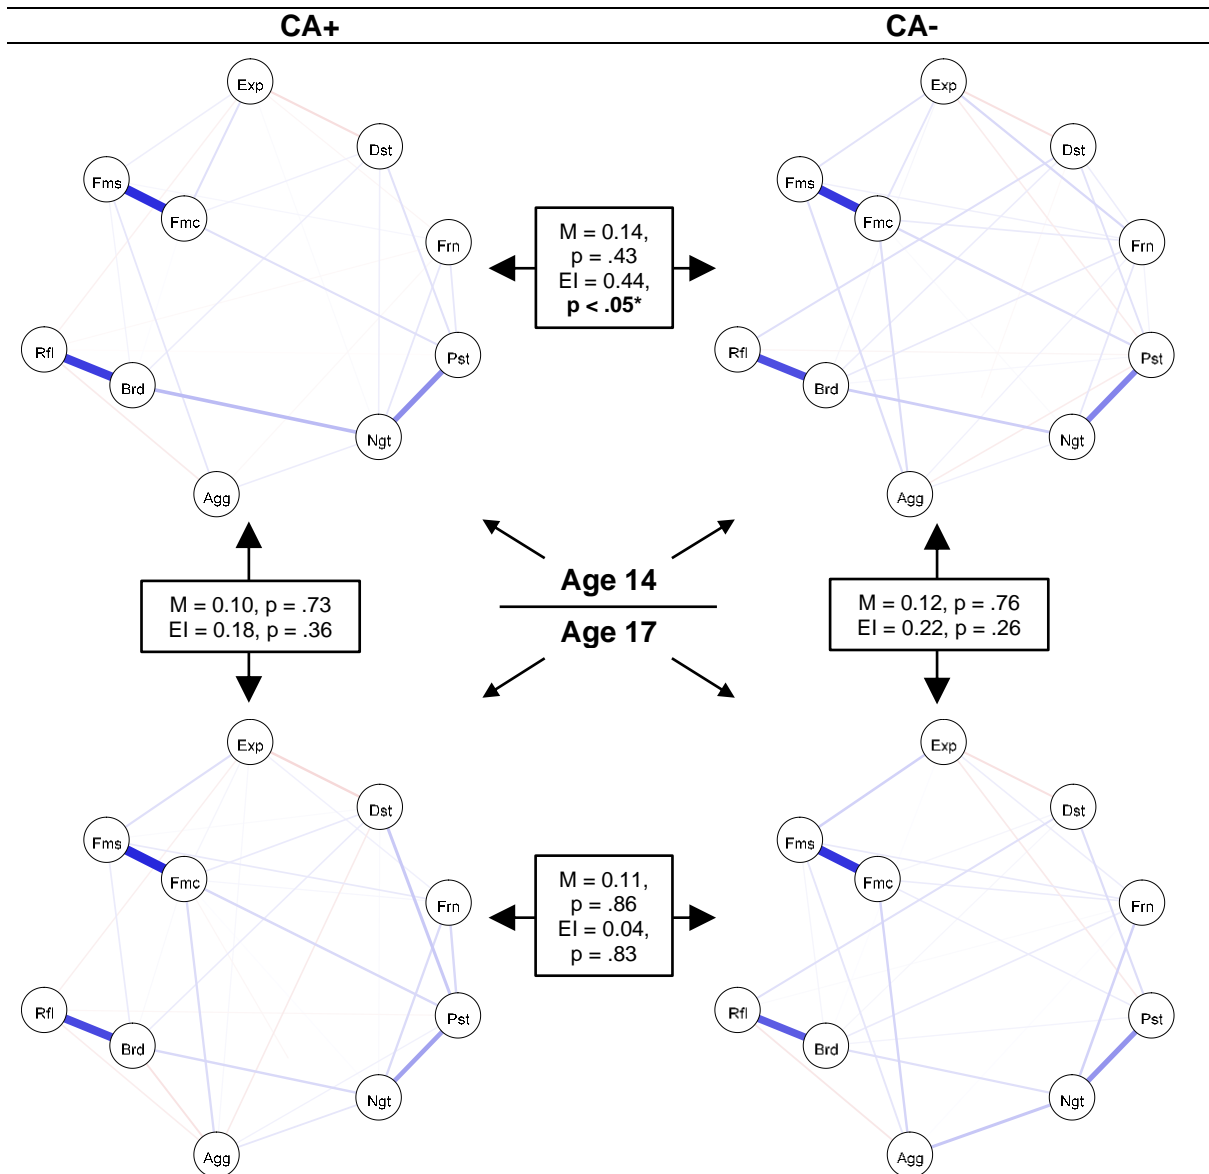 CA+ CA-
Exp
Dst
Fms
Fmc
Frn
Rfl
Brd
Pst
Ngt
Agg
M = 0.14,
p = .43
EI = 0.44,
p < .05*
Exp
Dst
Fms
Fmc
Frn
Rfl
Brd
Pst
Ngt
Agg
M = 0.10, p = .73
EI = 0.18, p = .36
Age 14
Age 17
M = 0.12, p = .76
EI = 0.22, p = .26
Exp
Dst
Fms
Fmc
Frn
Rfl
Brd
Pst
Ngt
Agg
M = 0.11,
p = .86
EI = 0.04,
p = .83
Exp
Dst
Fms
Fmc
Frn
Rfl
Brd
Pst
Ngt
Agg